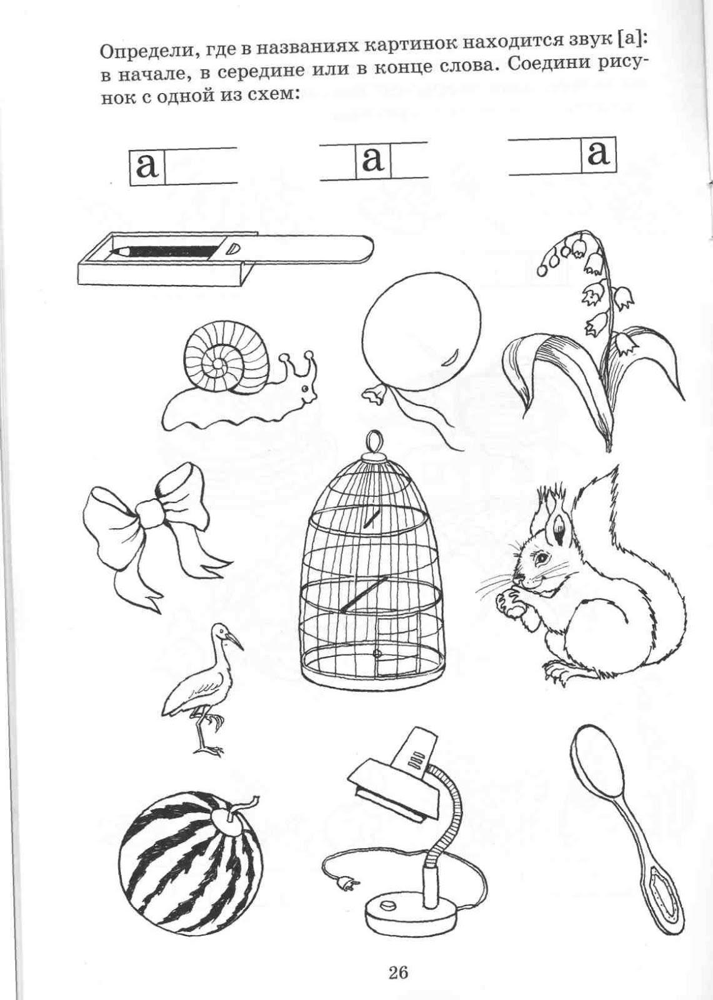 Определи, где в названиях картинок находится звук [а]:
в начале, в середине или в конце слова. Соедини рису-
нок с одной из схем:
а а а
26